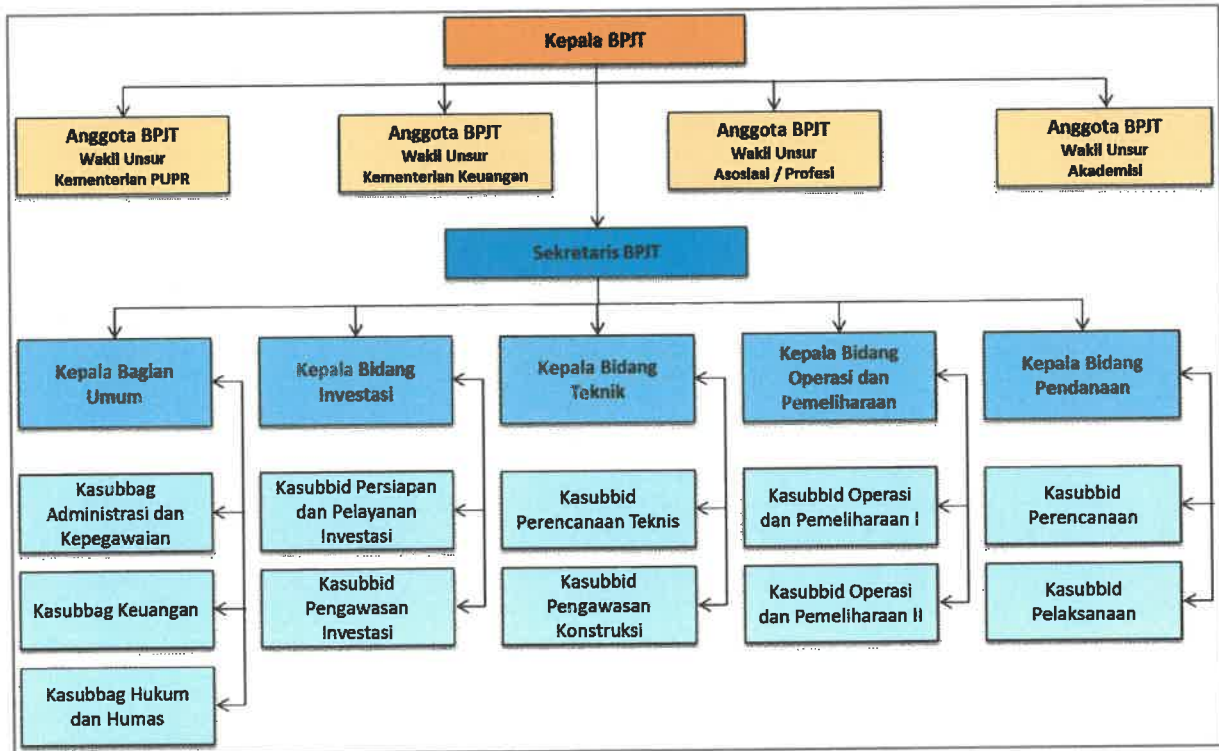 Kepala BPJT
Anggota BPJT
Wakil Unsur
Kementerian PUPR
Anggota BPJT
Wakil Unsur
Kementerian Keuangan
Anggota BPJT
Wakil Unsur
Asosiasi / Profesi
Anggota BPJT
Wakil Unsur
Akademisi
Sekretaris BPJT
Kepala Bagian
Umum
Kepala Bidang
Investasi
Kepala Bidang
Teknik
Kepala Bidang
Operasi dan
Pemeliharaan
Kepala Bidang
Pendanaan
Kasubbag
Administrasi dan
Kepegawaian
Kasubbid Persiapan
dan Pelayanan
Investasi
Kasubbid
Perencanaan Teknis
Kasubbid Operasi
dan Pemeliharaan I
Kasubbid
Perencanaan
Kasubbag Keuangan
Kasubbid
Pengawasan
Investasi
Kasubbid
Pengawasan
Konstruksi
Kasubbid Operasi
dan Pemeliharaan II
Kasubbid
Pelaksanaan
Kasubbag Hukum
dan Humas